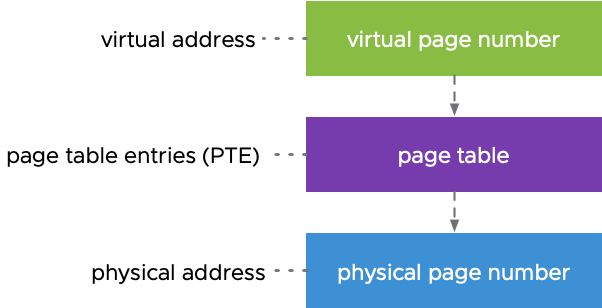 virtual address
virtual page number
page table entries (PTE)
page table
physical address
physical page number